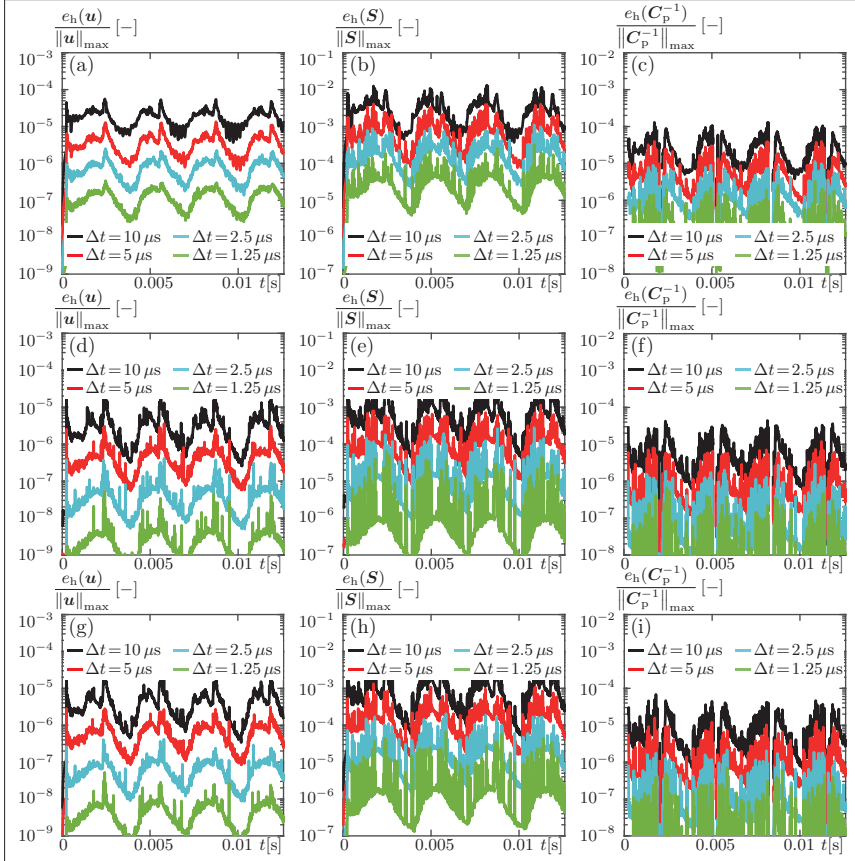 e_h(u)/‖u‖_max [−]
10^−3
10^−4
10^−5
10^−6
10^−7
10^−8
10^−9
(a)
Δt = 10 μs Δt = 2.5 μs
Δt = 5 μs Δt = 1.25 μs
0 0.005 0.01 t[s]
e_h(S)/‖S‖_max [−]
10^−1
10^−2
10^−3
10^−4
10^−5
10^−6
10^−7
(b)
Δt = 10 μs Δt = 2.5 μs
Δt = 5 μs Δt = 1.25 μs
0 0.005 0.01 t[s]
e_h(C_p^−1)/‖C_p^−1‖_max [−]
10^−2
10^−3
10^−4
10^−5
10^−6
10^−7
10^−8
(c)
Δt = 10 μs Δt = 2.5 μs
Δt = 5 μs Δt = 1.25 μs
0 0.005 0.01 t[s]
e_h(u)/‖u‖_max [−]
10^−3
10^−4
10^−5
10^−6
10^−7
10^−8
10^−9
(d)
Δt = 10 μs Δt = 2.5 μs
Δt = 5 μs Δt = 1.25 μs
0 0.005 0.01 t[s]
e_h(S)/‖S‖_max [−]
10^−1
10^−2
10^−3
10^−4
10^−5
10^−6
10^−7
(e)
Δt = 10 μs Δt = 2.5 μs
Δt = 5 μs Δt = 1.25 μs
0 0.005 0.01 t[s]
e_h(C_p^−1)/‖C_p^−1‖_max [−]
10^−2
10^−3
10^−4
10^−5
10^−6
10^−7
10^−8
(f)
Δt = 10 μs Δt = 2.5 μs
Δt = 5 μs Δt = 1.25 μs
0 0.005 0.01 t[s]
e_h(u)/‖u‖_max [−]
10^−3
10^−4
10^−5
10^−6
10^−7
10^−8
10^−9
(g)
Δt = 10 μs Δt = 2.5 μs
Δt = 5 μs Δt = 1.25 μs
0 0.005 0.01 t[s]
e_h(S)/‖S‖_max [−]
10^−1
10^−2
10^−3
10^−4
10^−5
10^−6
10^−7
(h)
Δt = 10 μs Δt = 2.5 μs
Δt = 5 μs Δt = 1.25 μs
0 0.005 0.01 t[s]
e_h(C_p^−1)/‖C_p^−1‖_max [−]
10^−2
10^−3
10^−4
10^−5
10^−6
10^−7
10^−8
(i)
Δt = 10 μs Δt = 2.5 μs
Δt = 5 μs Δt = 1.25 μs
0 0.005 0.01 t[s]